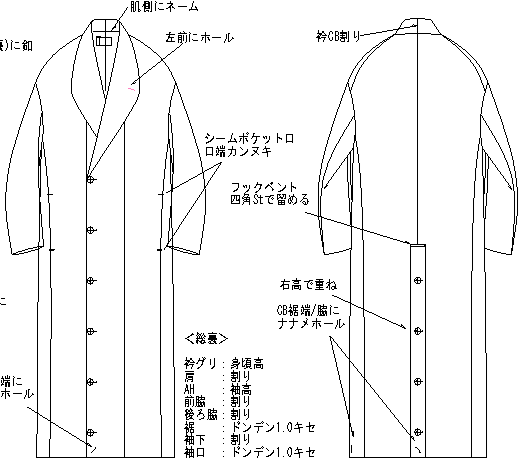 肌側にネーム
裏)に釦
左前にホール
衿CB割り
シームポケット口
口端カンヌキ
フックベント
四角Stで留める
に
右高で重ね
CB裾端/脇に
ナナメホール
端に
ホール
＜総裏＞
衿グリ：身頃高
肩　　：割り
AH　　：袖高
前脇　：割り
後ろ脇：割り
裾　　：ドンデン1.0キセ
袖下　：割り
袖口　：ドンデン1.0キセ